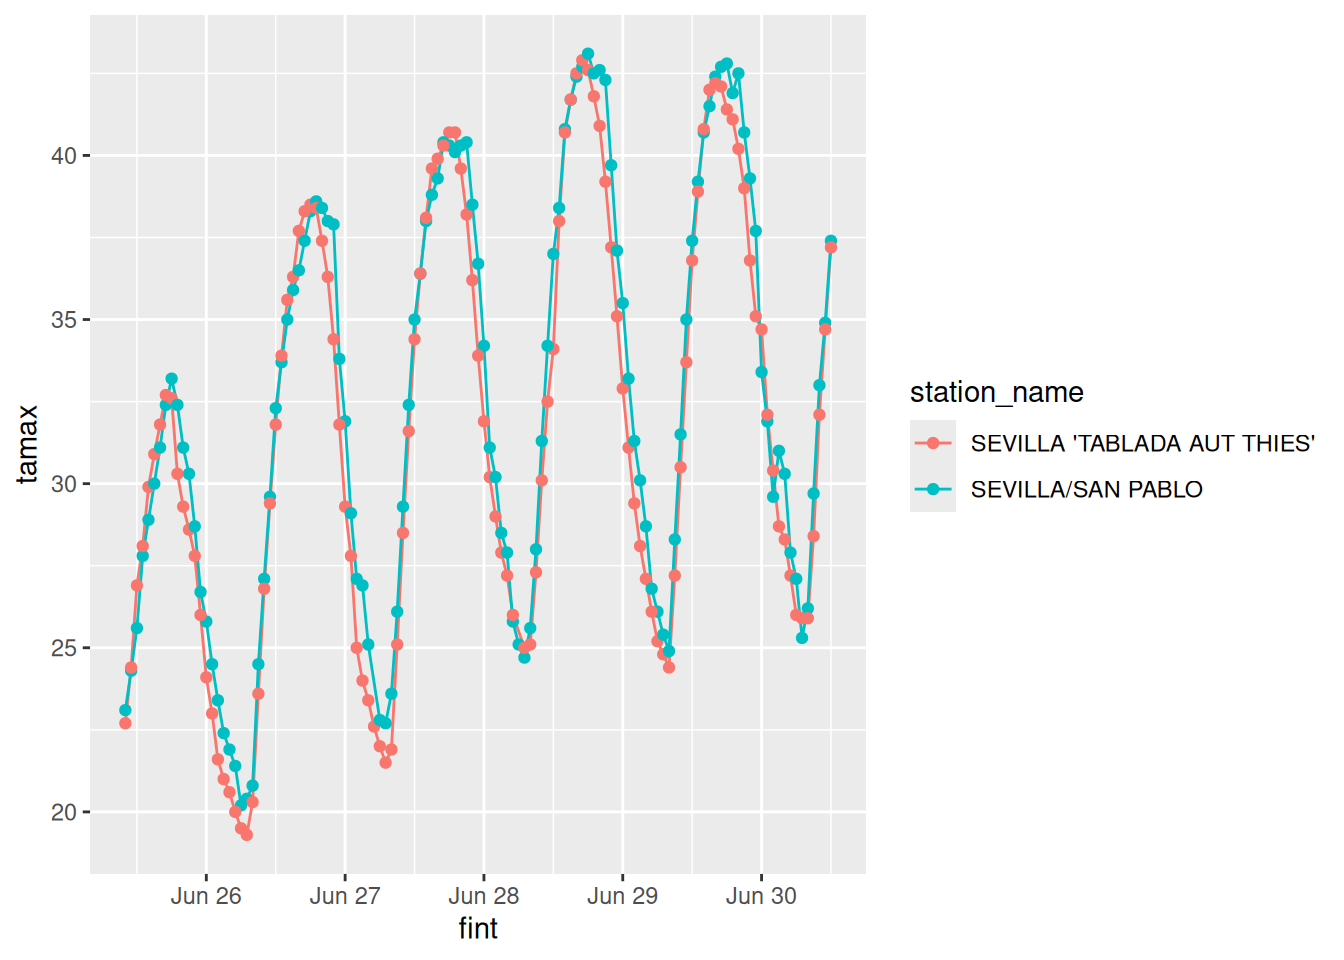 tamax
40
35
30
25
20
Jun 26
Jun 27
Jun 28
Jun 29
Jun 30
fint
station_name
SEVILLA 'TABLADA AUT THIES'
SEVILLA/SAN PABLO